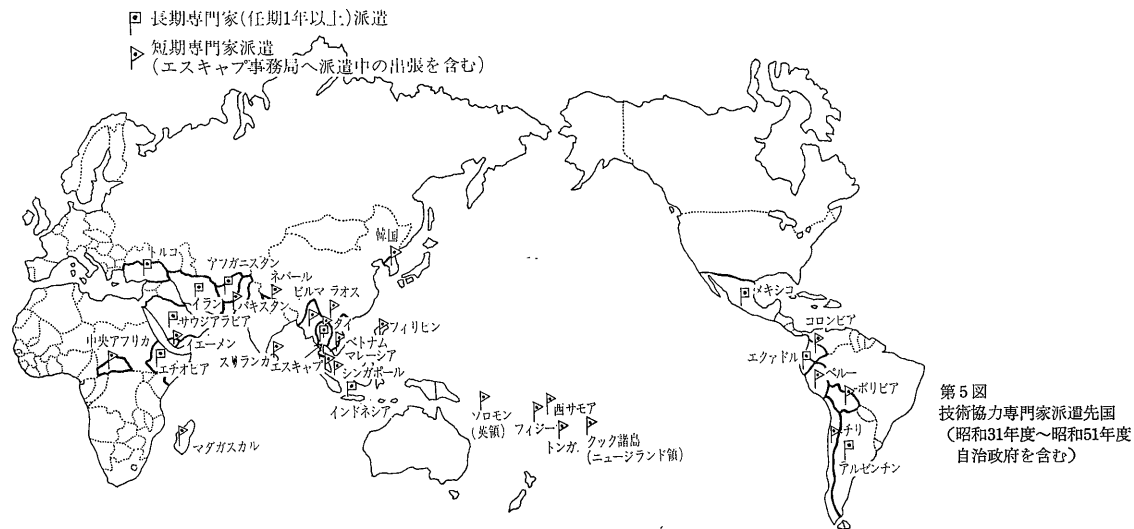 長期専門家(任期1年以上)派遣
短期専門家派遣
(エスキャプ事務局へ派遣中の出張を含む)
韓国
トルコ
アフガニスタン
ネパール
イラン
パキスタン
ビルマ
ラオス
サウジアラビア
タイ
フィリピン
中央アフリカ
イエーメン
ベトナム
エチオピア
スリランカ
エスキャプ
マレーシア
シンガポール
インドネシア
マダガスカル
ソロモン
(英領)
西サモア
フィジー
トンガ.
クック諸島
(ニュージランド領)
メキシコ
コロンビア
エクァドル
ペルー
ボリビア
チリ
アルゼンチン
第5図
技術協力専門家派遣先国
(昭和31年度〜昭和51年度
自治政府を含む)